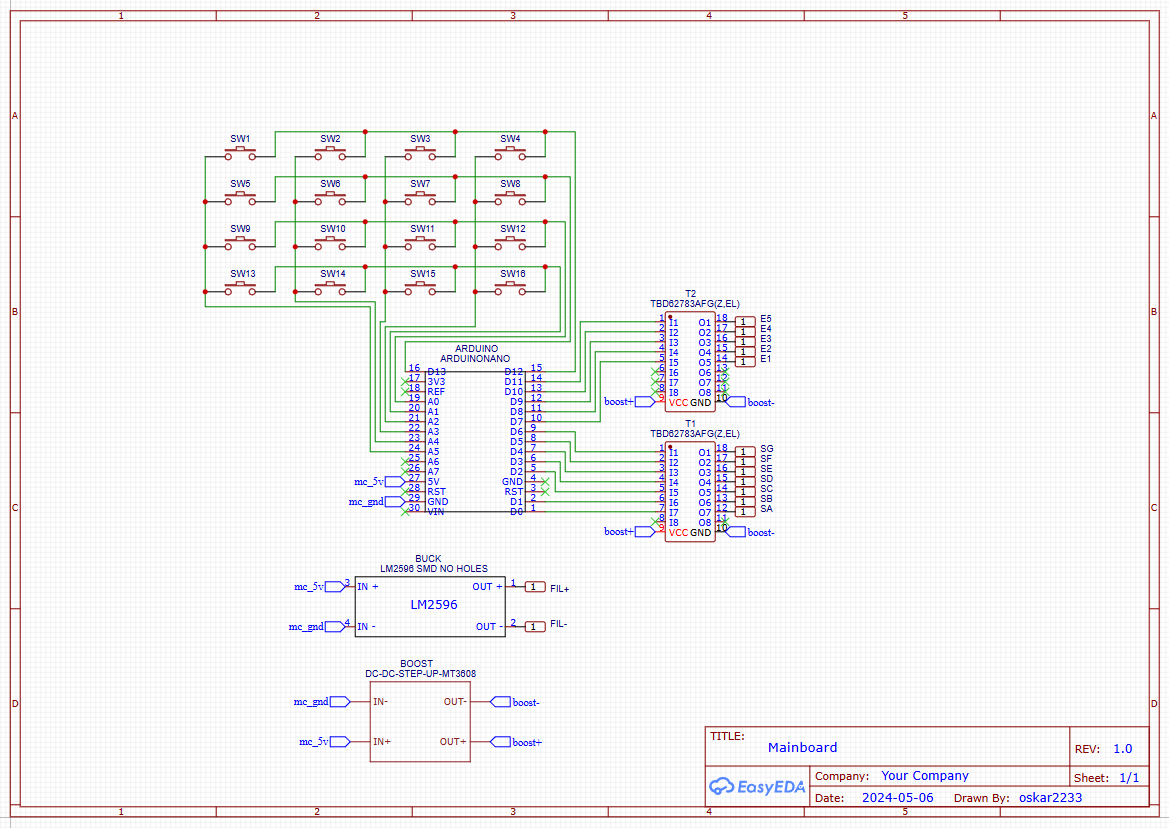 1 2 3 4 5
A A
SW1 SW2 SW3 SW4
SW5 SW6 SW7 SW8
SW9 SW10 SW11 SW12
SW13 SW14 SW15 SW16
B B
T2
TBD62783AFG(Z,EL)
1 I1 O1 18 1 E5
2 I2 O2 17 1 E4
3 I3 O3 16 1 E3
4 I4 O4 15 1 E2
5 I5 O5 14 1 E1
6 I6 O6 13
7 I7 O7 12
8 I8 O8 11
boost+ 9 VCC GND 10 boost-
ARDUINO
ARDUINONANO
16 D13 D12 15
17 3V3 D11 14
18 REF D10 13
19 A0 D9 12
20 A1 D8 11
21 A2 D7 10
22 A3 D6 9
23 A4 D5 8
24 A5 D4 7
25 A6 D3 6
26 A7 D2 5
mc_5v 27 5V GND 4
28 RST RST 3
mc_gnd 29 GND D1 2
30 VIN D0 1
T1
TBD62783AFG(Z,EL)
1 I1 O1 18 1 SG
2 I2 O2 17 1 SF
3 I3 O3 16 1 SE
4 I4 O4 15 1 SD
5 I5 O5 14 1 SC
6 I6 O6 13 1 SB
7 I7 O7 12 1 SA
8 I8 O8 11
boost+ 9 VCC GND 10 boost-
C C
BUCK
LM2596 SMD NO HOLES
mc_5v 3 IN + OUT + 1 1 FIL+
LM2596
mc_gnd 4 IN - OUT - 2 1 FIL-
BOOST
DC-DC-STEP-UP-MT3608
mc_gnd IN- OUT- boost-
mc_5v IN+ OUT+ boost+
D D
TITLE:
Mainboard
REV: 1.0
EasyEDA
Company: Your Company
Sheet: 1/1
Date: 2024-05-06 Drawn By: oskar2233
1 2 3 4 5